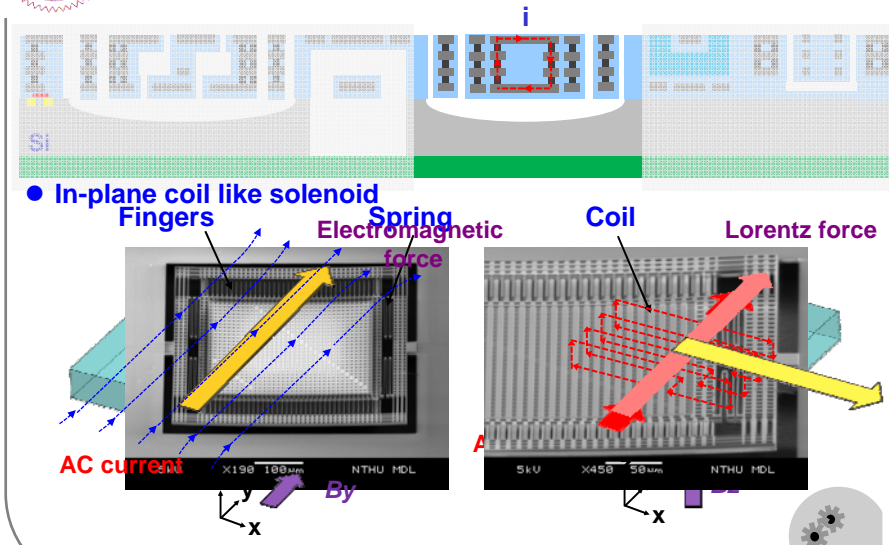 i
Si
In-plane coil like solenoid
Fingers
Spring
Electromagnetic
force
Coil
Lorentz force
AC current
5kV X190 100µm NTHU MDL
5kV X450 50µm NTHU MDL
y
By
x
x